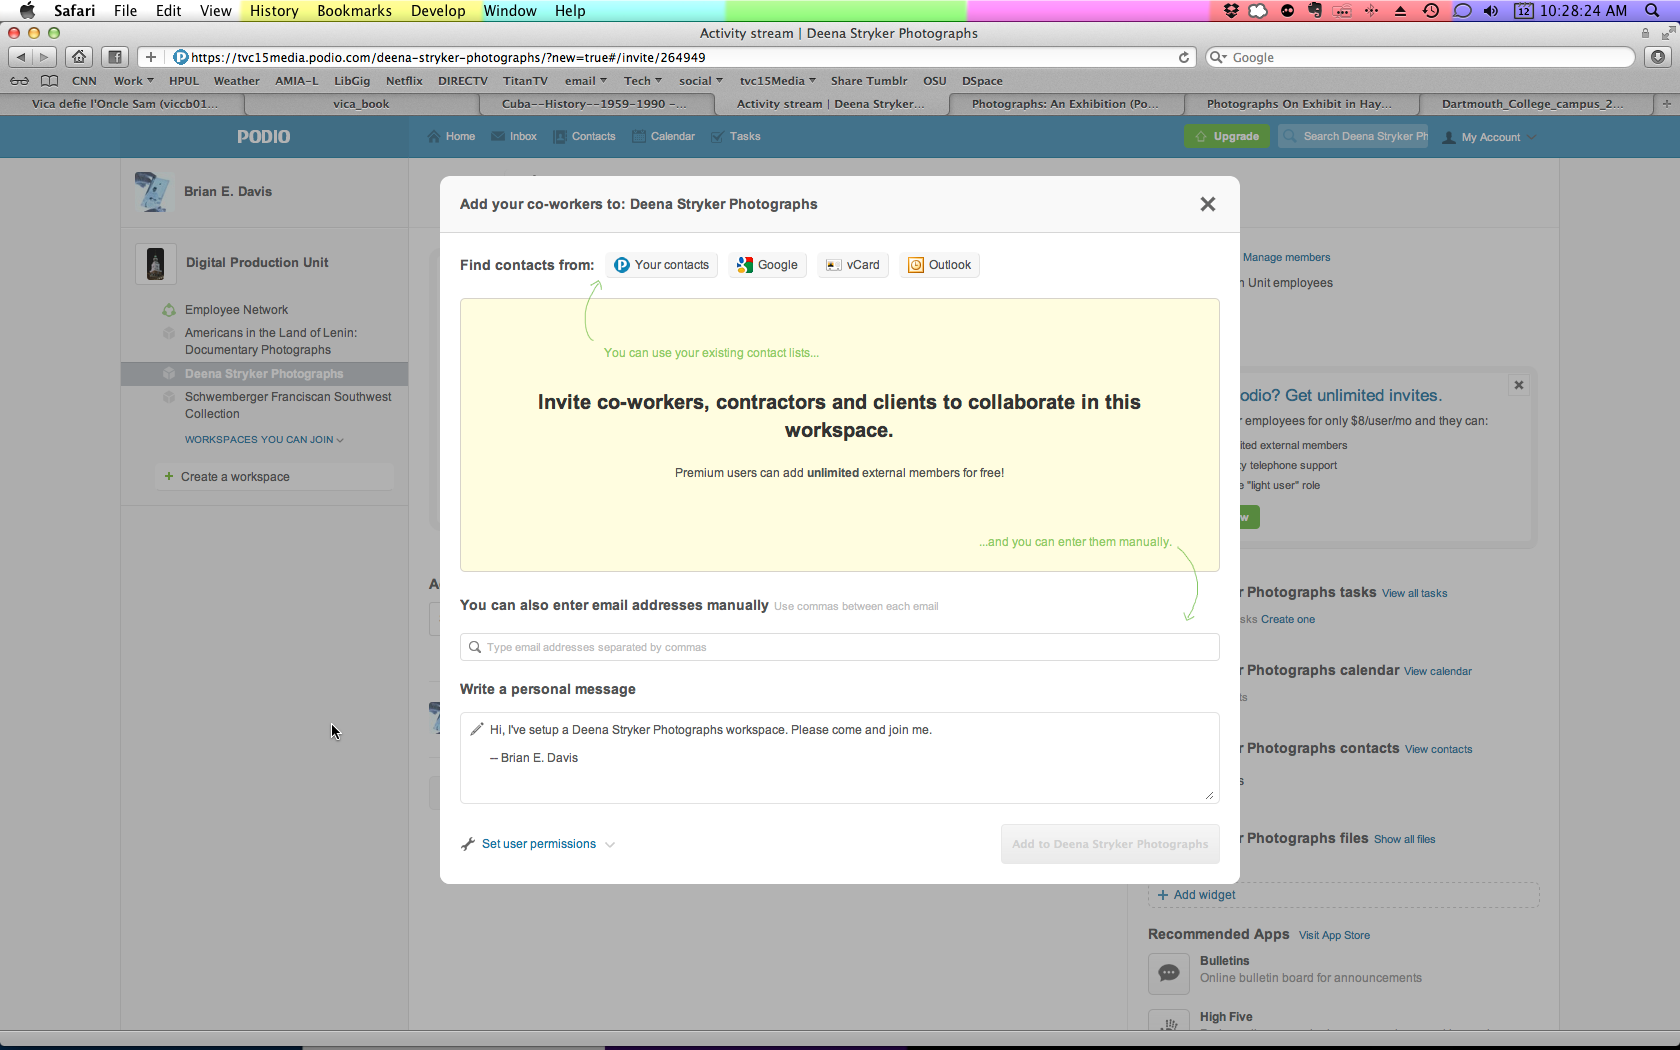 Safari File Edit View History Bookmarks Develop Window Help 12 10:28:24 AM
Activity stream | Deena Stryker Photographs
https://tvc15media.podio.com/deena-stryker-photographs/?new=true#/invite/264949
Google
CNN Work HPUL Weather AMIA-L LibGig Netflix DIRECTV TitanTV email Tech social tvc15Media Share Tumblr OSU DSpace
Vica defie l'Oncle Sam (viccb01... vica_book Cuba--History--1959-1990 -... Activity stream | Deena Stryker... Photographs: An Exhibition (Po... Photographs On Exhibit in Hay... Dartmouth_College_campus_2...
PODIO Home Inbox Contacts Calendar Tasks Upgrade Search Deena Stryker Ph My Account
Brian E. Davis
Digital Production Unit
Employee Network
Americans in the Land of Lenin:
Documentary Photographs
Deena Stryker Photographs
Schwemberger Franciscan Southwest
Collection
WORKSPACES YOU CAN JOIN
+ Create a workspace
Add your co-workers to: Deena Stryker Photographs
Find contacts from: Your contacts Google vCard Outlook
You can use your existing contact lists...
Invite co-workers, contractors and clients to collaborate in this
workspace.
Premium users can add unlimited external members for free!
...and you can enter them manually.
You can also enter email addresses manually Use commas between each email
Type email addresses separated by commas
Write a personal message
Hi, I've setup a Deena Stryker Photographs workspace. Please come and join me.
-- Brian E. Davis
Set user permissions
Add to Deena Stryker Photographs
Manage members
Unit employees
odio? Get unlimited invites.
employees for only $8/user/mo and they can:
ited external members
y telephone support
"light user" role
w
Photographs tasks View all tasks
sks Create one
Photographs calendar View calendar
ts
Photographs contacts View contacts
s
Photographs files Show all files
+ Add widget
Recommended Apps Visit App Store
Bulletins
Online bulletin board for announcements
High Five